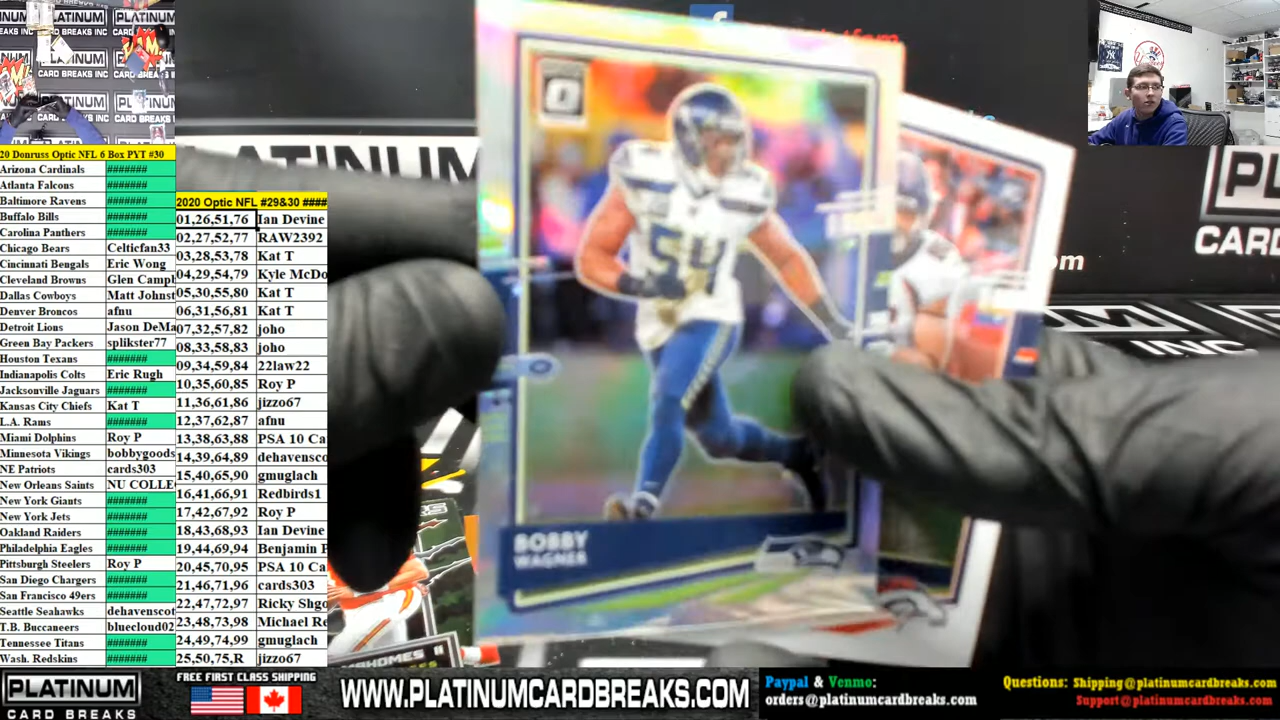 20 Donruss Optic NFL 6 Box PYT #30
Arizona Cardinals #######
Atlanta Falcons #######
Baltimore Ravens #######
Buffalo Bills #######
Carolina Panthers #######
Chicago Bears Celticfan33
Cincinnati Bengals Eric Wong
Cleveland Browns Glen Campl
Dallas Cowboys Matt Johnst
Denver Broncos afnu
Detroit Lions Jason DeMa
Green Bay Packers splikster77
Houston Texans #######
Indianapolis Colts Eric Rugh
Jacksonville Jaguars #######
Kansas City Chiefs Kat T
L.A. Rams #######
Miami Dolphins Roy P
Minnesota Vikings bobbygoods
NE Patriots cards303
New Orleans Saints NU COLLE
New York Giants #######
New York Jets #######
Oakland Raiders #######
Philadelphia Eagles #######
Pittsburgh Steelers Roy P
San Diego Chargers #######
San Francisco 49ers #######
Seattle Seahawks dehavenscot
T.B. Buccaneers bluecloud02
Tennessee Titans #######
Wash. Redskins #######
2020 Optic NFL #29&30 ####
01,26,51,76 Ian Devine
02,27,52,77 RAW2392
03,28,53,78 Kat T
04,29,54,79 Kyle McDo
05,30,55,80 Kat T
06,31,56,81 Kat T
07,32,57,82 joho
08,33,58,83 joho
09,34,59,84 22law22
10,35,60,85 Roy P
11,36,61,86 jizzo67
12,37,62,87 afnu
13,38,63,88 PSA 10 Ca
14,39,64,89 dehavensco
15,40,65,90 gmuglach
16,41,66,91 Redbirds1
17,42,67,92 Roy P
18,43,68,93 Ian Devine
19,44,69,94 Benjamin P
20,45,70,95 PSA 10 Ca
21,46,71,96 cards303
22,47,72,97 Ricky Shgo
23,48,73,98 Michael Re
24,49,74,99 gmuglach
25,50,75,R jizzo67
PLATINUM
CARD BREAKS INC
PLATINUM
54
BOBBY
WAGNER
MAHOMES II
PL
CARD
om
INC
PLATINUM
CARD BREAKS
FREE FIRST CLASS SHIPPING
WWW.PLATINUMCARDBREAKS.COM
Paypal & Venmo:
orders@platinumcardbreaks.com
Questions: Shipping@platinumcardbreaks.com
Support@platinumcardbreaks.com